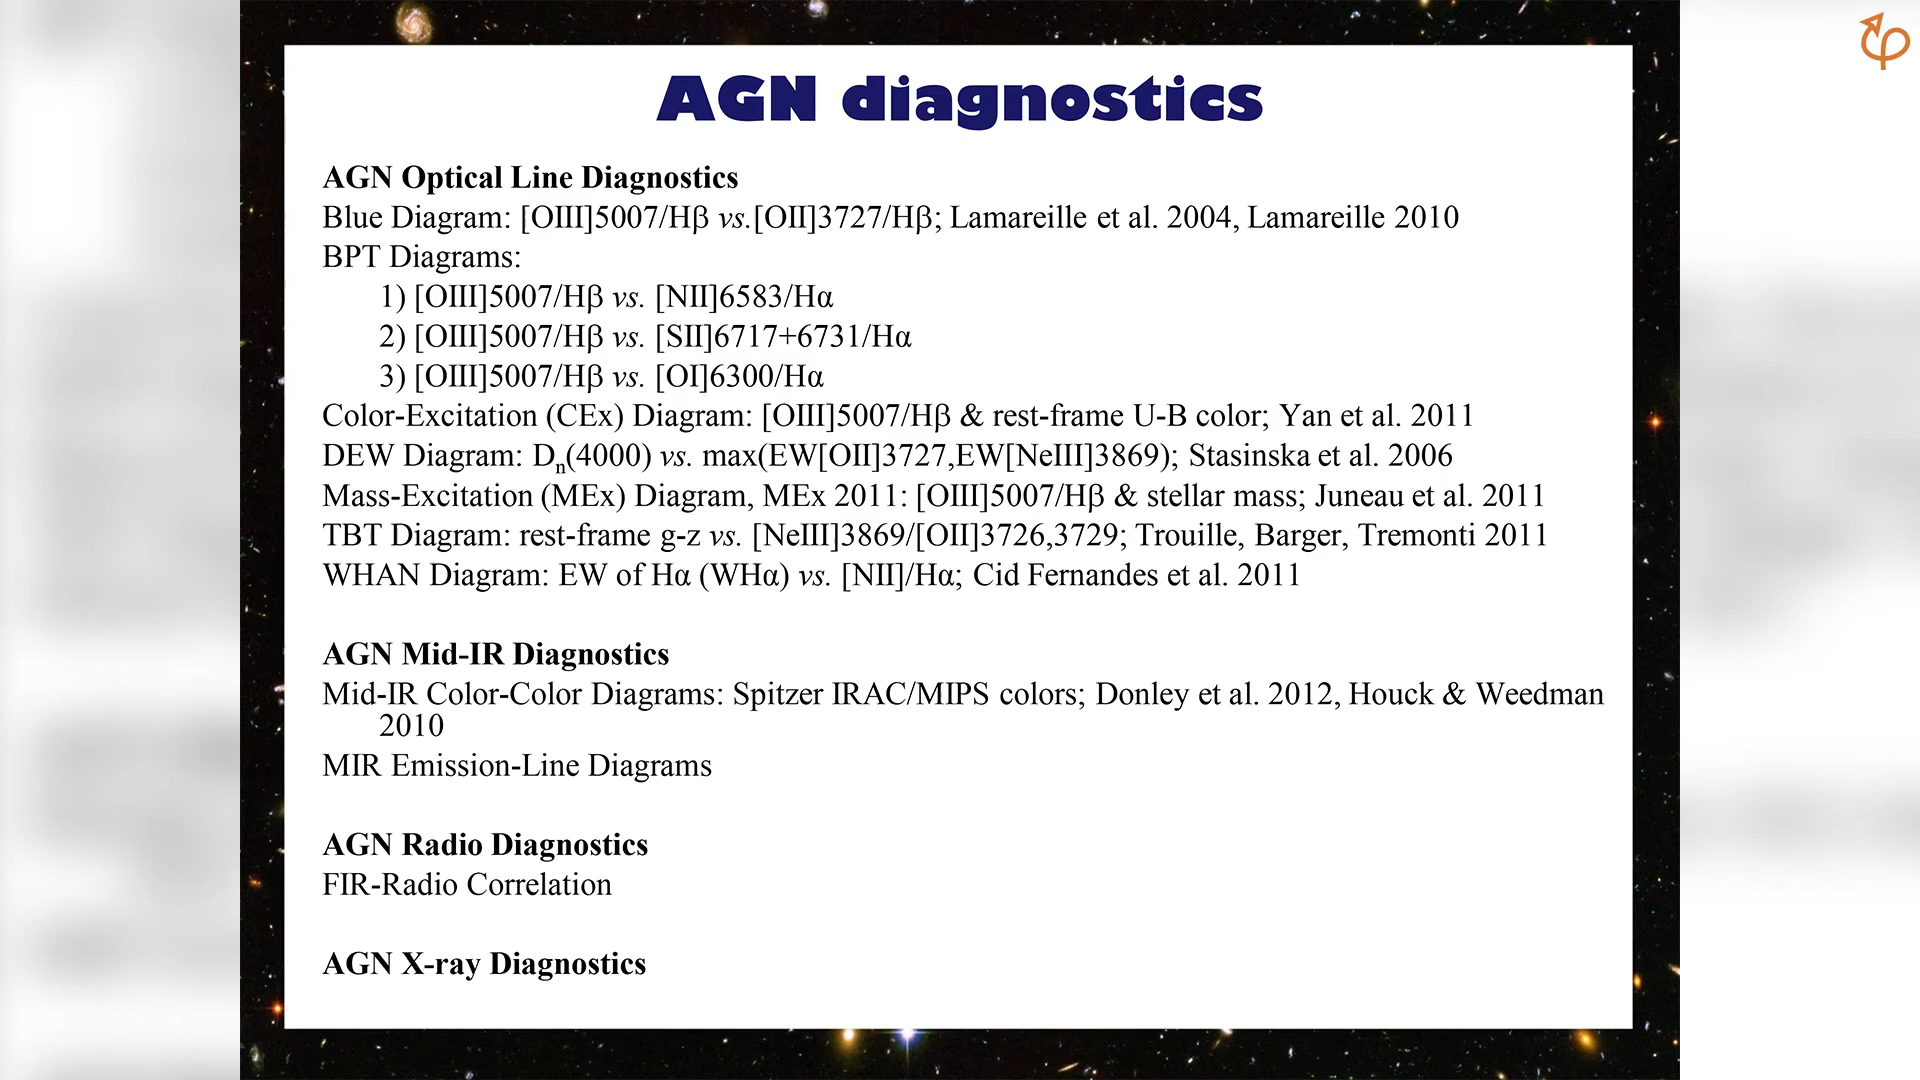 AGN diagnostics
AGN Optical Line Diagnostics
Blue Diagram: [OIII]5007/Hβ vs.[OII]3727/Hβ; Lamareille et al. 2004, Lamareille 2010
BPT Diagrams:
1) [OIII]5007/Hβ vs. [NII]6583/Hα
2) [OIII]5007/Hβ vs. [SII]6717+6731/Hα
3) [OIII]5007/Hβ vs. [OI]6300/Hα
Color-Excitation (CEx) Diagram: [OIII]5007/Hβ & rest-frame U-B color; Yan et al. 2011
DEW Diagram: Dn(4000) vs. max(EW[OII]3727,EW[NeIII]3869); Stasinska et al. 2006
Mass-Excitation (MEx) Diagram, MEx 2011: [OIII]5007/Hβ & stellar mass; Juneau et al. 2011
TBT Diagram: rest-frame g-z vs. [NeIII]3869/[OII]3726,3729; Trouille, Barger, Tremonti 2011
WHAN Diagram: EW of Hα (WHα) vs. [NII]/Hα; Cid Fernandes et al. 2011
AGN Mid-IR Diagnostics
Mid-IR Color-Color Diagrams: Spitzer IRAC/MIPS colors; Donley et al. 2012, Houck & Weedman
2010
MIR Emission-Line Diagrams
AGN Radio Diagnostics
FIR-Radio Correlation
AGN X-ray Diagnostics